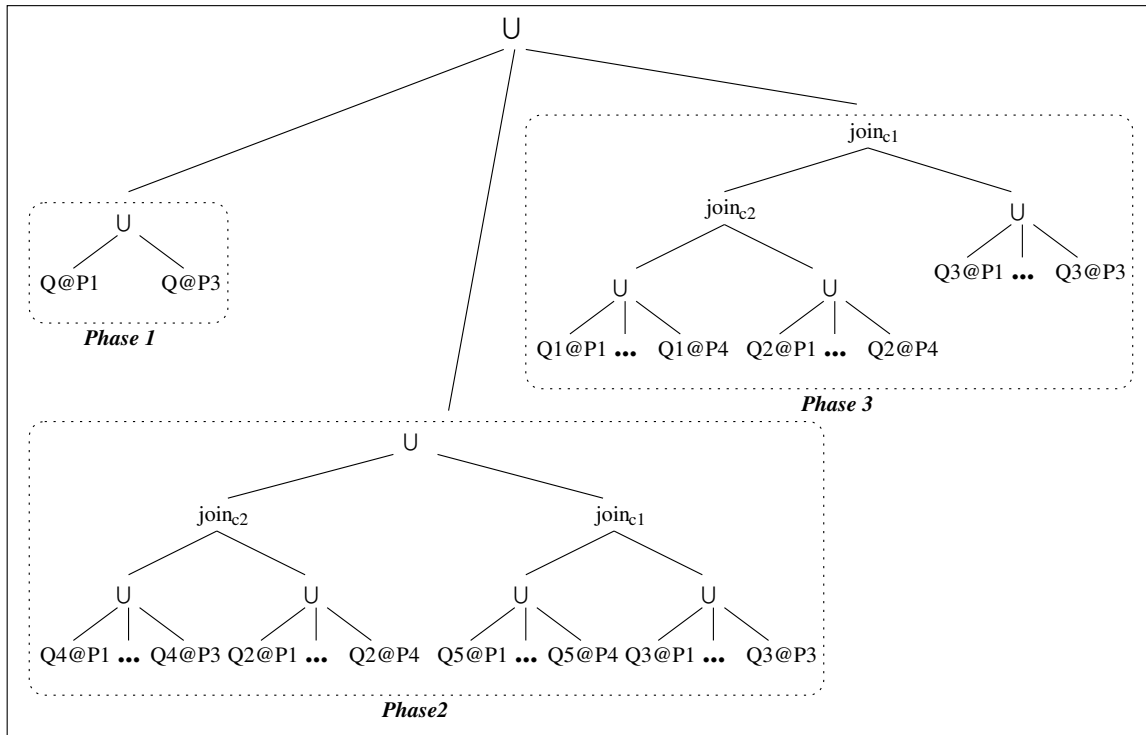 ∪
join_c1
∪
join_c2
∪
Q@P1 Q@P3
Q3@P1 ... Q3@P3
∪ ∪
Phase 1
Q1@P1 ... Q1@P4 Q2@P1 ... Q2@P4
Phase 3
∪
join_c2 join_c1
∪ ∪ ∪ ∪
Q4@P1 ... Q4@P3 Q2@P1 ... Q2@P4 Q5@P1 ... Q5@P4 Q3@P1 ... Q3@P3
Phase2